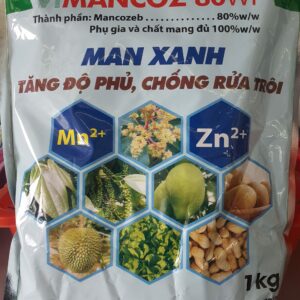 MANCOZ 80WP
Thành phần: Mancozeb ............... 80%w/w
Phụ gia và chất mang đủ 100%w/w
MAN XANH
TĂNG ĐỘ PHỦ, CHỐNG RỬA TRÔI
Mn²⁺
Zn²⁺
1kg